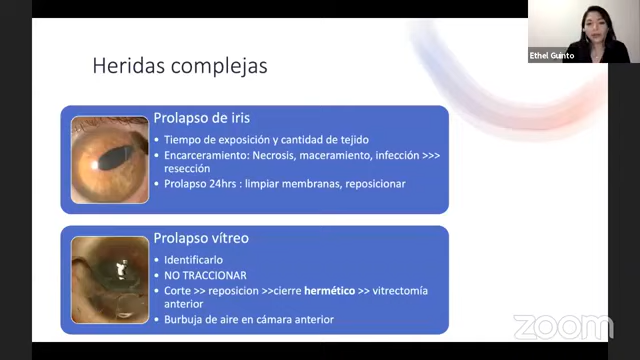 Ethel Guinto
Heridas complejas
Prolapso de iris
• Tiempo de exposición y cantidad de tejido
• Encarceramiento: Necrosis, maceramiento, infección >>>
resección
• Prolapso 24hrs : limpiar membranas, reposicionar
Prolapso vítreo
• Identificarlo
• NO TRACCIONAR
• Corte >> reposicion >>cierre hermético >> vitrectomía
anterior
• Burbuja de aire en cámara anterior
zoom